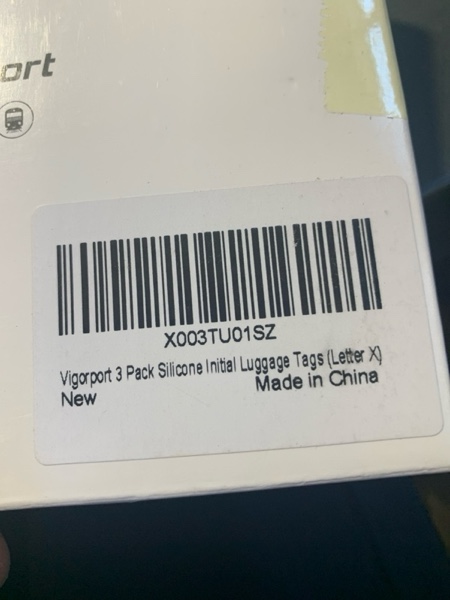 ort
X003TU01SZ
Vigorport 3 Pack Silicone Initial Luggage Tags (Letter X)
New
Made in China